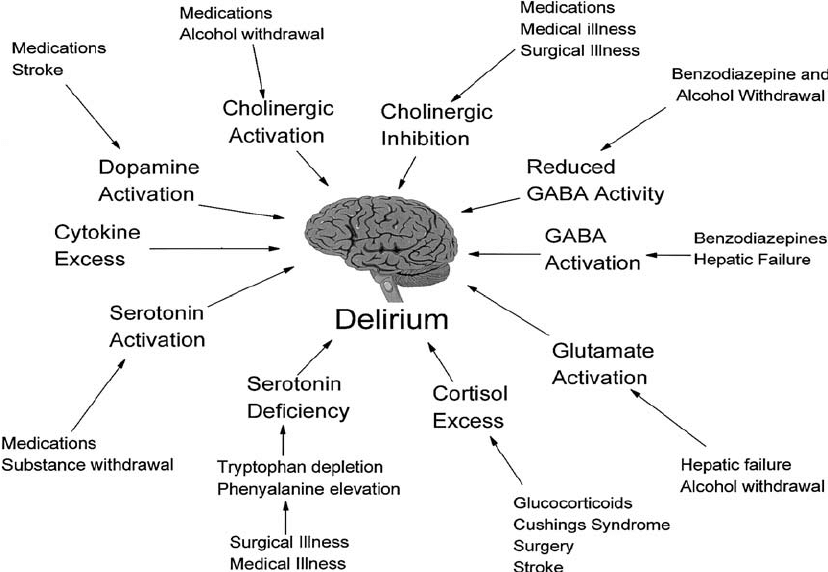 Medications
Alcohol withdrawal
Medications
Medical illness
Surgical Illness
Medications
Stroke
Benzodiazepine and
Alcohol Withdrawal
Cholinergic
Activation
Cholinergic
Inhibition
Dopamine
Activation
Reduced
GABA Activity
Cytokine
Excess
GABA
Activation
Benzodiazepines
Hepatic Failure
Serotonin
Activation
Delirium
Glutamate
Activation
Serotonin
Deficiency
Cortisol
Excess
Medications
Substance withdrawal
Tryptophan depletion
Phenyalanine elevation
Hepatic failure
Alcohol withdrawal
Surgical Illness
Medical Illness
Glucocorticoids
Cushings Syndrome
Surgery
Stroke